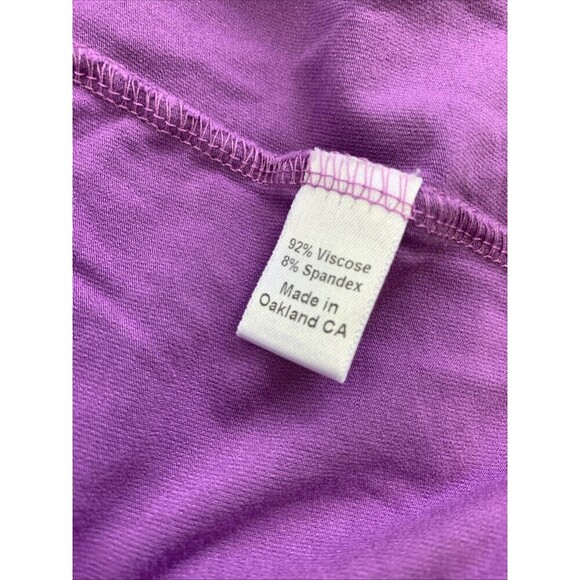 92% Viscose
8% Spandex
Made in
Oakland CA